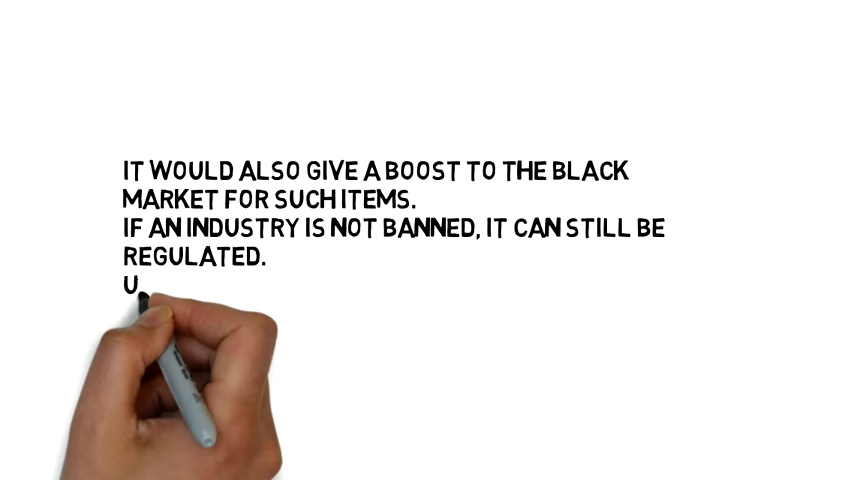 IT WOULD ALSO GIVE A BOOST TO THE BLACK
MARKET FOR SUCH ITEMS.
IF AN INDUSTRY IS NOT BANNED, IT CAN STILL BE
REGULATED.
U